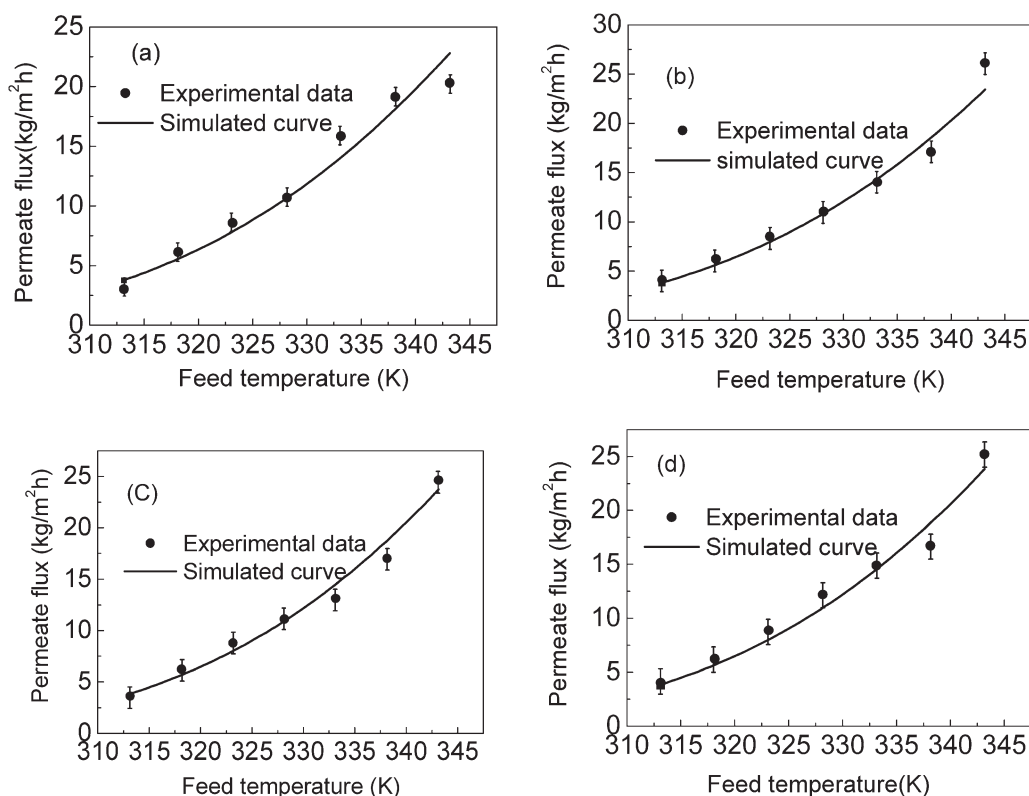 (a)
Experimental data
Simulated curve
Permeate flux(kg/m²h)
25
20
15
10
5
0
310 315 320 325 330 335 340 345
Feed temperature (K)
(b)
Experimental data
simulated curve
Permeate flux (kg/m²h)
30
25
20
15
10
5
0
310 315 320 325 330 335 340 345
Feed temperature (K)
(C)
Experimental data
Simulated curve
Permeate flux (kg/m²h)
25
20
15
10
5
0
310 315 320 325 330 335 340 345
Feed temperature (K)
(d)
Experimental data
Simulated curve
Permeate flux (kg/m²h)
25
20
15
10
5
0
310 315 320 325 330 335 340 345
Feed temperature(K)